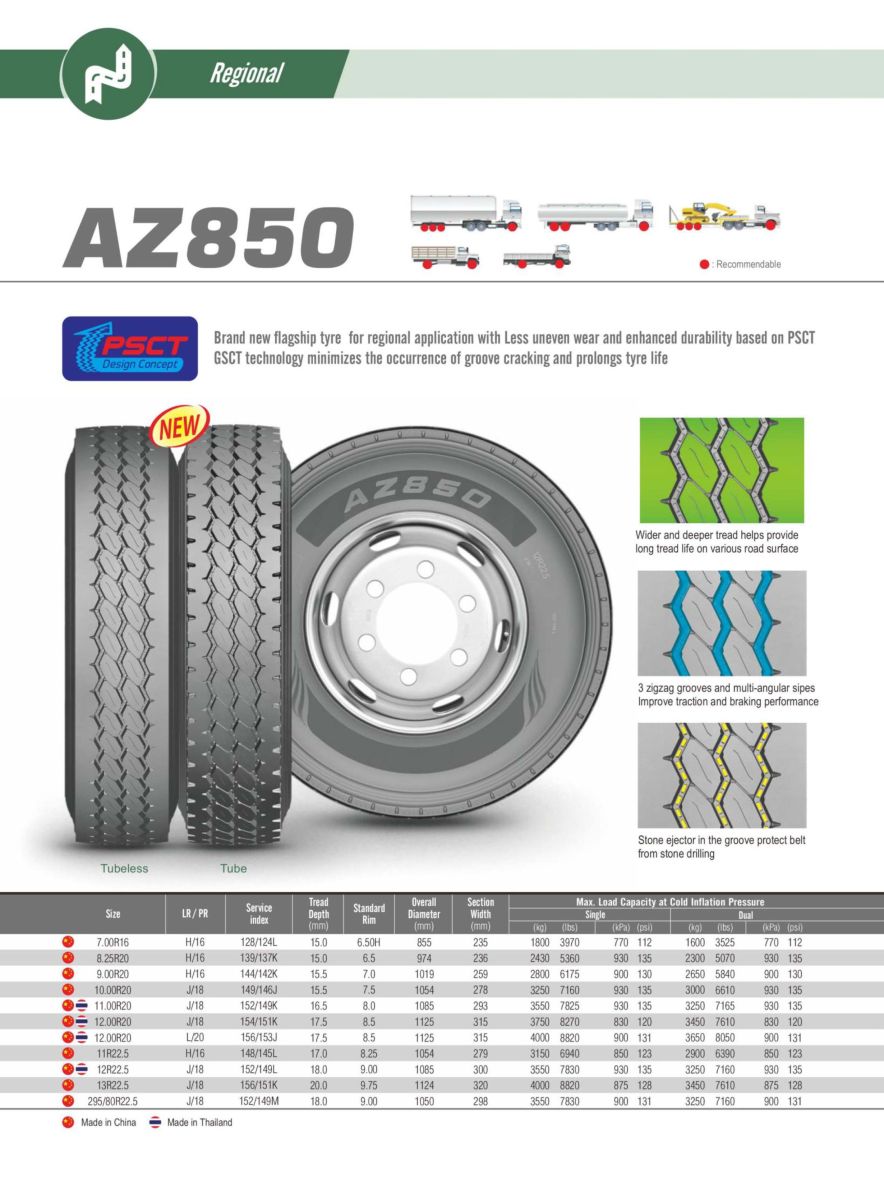 Regional
AZ850
: Recommendable
PSCT
Design Concept
Brand new flagship tyre for regional application with Less uneven wear and enhanced durability based on PSCT
GSCT technology minimizes the occurrence of groove cracking and prolongs tyre life
NEW
AZ850
Wider and deeper tread helps provide
long tread life on various road surface
3 zigzag grooves and multi-angular sipes
Improve traction and braking performance
Stone ejector in the groove protect belt
from stone drilling
Tubeless Tube
Size LR / PR Service index Tread Depth (mm) Standard Rim Overall Diameter (mm) Section Width (mm) Max. Load Capacity at Cold Inflation Pressure
Single Dual
(kg) (lbs) (kPa) (psi) (kg) (lbs) (kPa) (psi)
7.00R16 H/16 128/124L 15.0 6.50H 855 235 1800 3970 770 112 1600 3525 770 112
8.25R20 H/16 139/137K 15.0 6.5 974 236 2430 5360 930 135 2300 5070 930 135
9.00R20 H/16 144/142K 15.5 7.0 1019 259 2800 6175 900 130 2650 5840 900 130
10.00R20 J/18 149/146J 15.5 7.5 1054 278 3250 7160 930 135 3000 6610 930 135
11.00R20 J/18 152/149K 16.5 8.0 1085 293 3550 7825 930 135 3250 7165 930 135
12.00R20 J/18 154/151K 17.5 8.5 1125 315 3750 8270 830 120 3450 7610 830 120
12.00R20 L/20 156/153J 17.5 8.5 1125 315 4000 8820 900 131 3650 8050 900 131
11R22.5 H/16 148/145L 17.0 8.25 1054 279 3150 6940 850 123 2900 6390 850 123
12R22.5 J/18 152/149L 18.0 9.00 1085 300 3550 7830 930 135 3250 7160 930 135
13R22.5 J/18 156/151K 20.0 9.75 1124 320 4000 8820 875 128 3450 7610 875 128
295/80R22.5 J/18 152/149M 18.0 9.00 1050 298 3550 7830 900 131 3250 7160 900 131
Made in China Made in Thailand